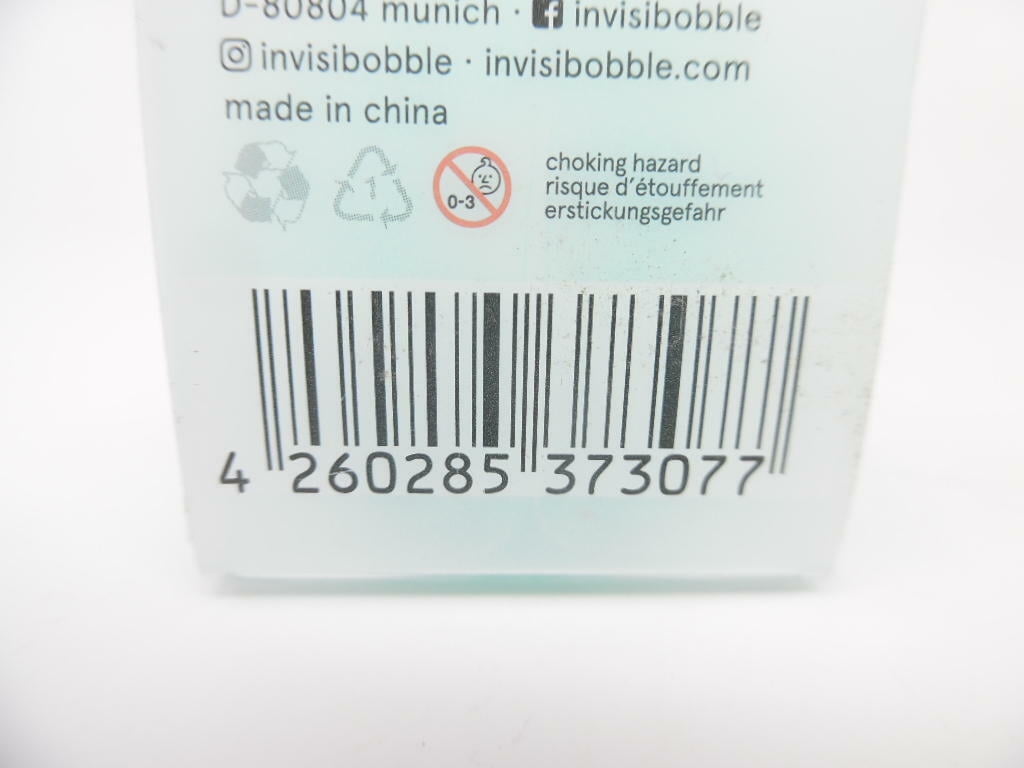 D-80804 munich · invisibobble
invisibobble · invisibobble.com
made in china
1
0-3
choking hazard
risque d'étouffement
erstickungsgefahr
4 260285 373077